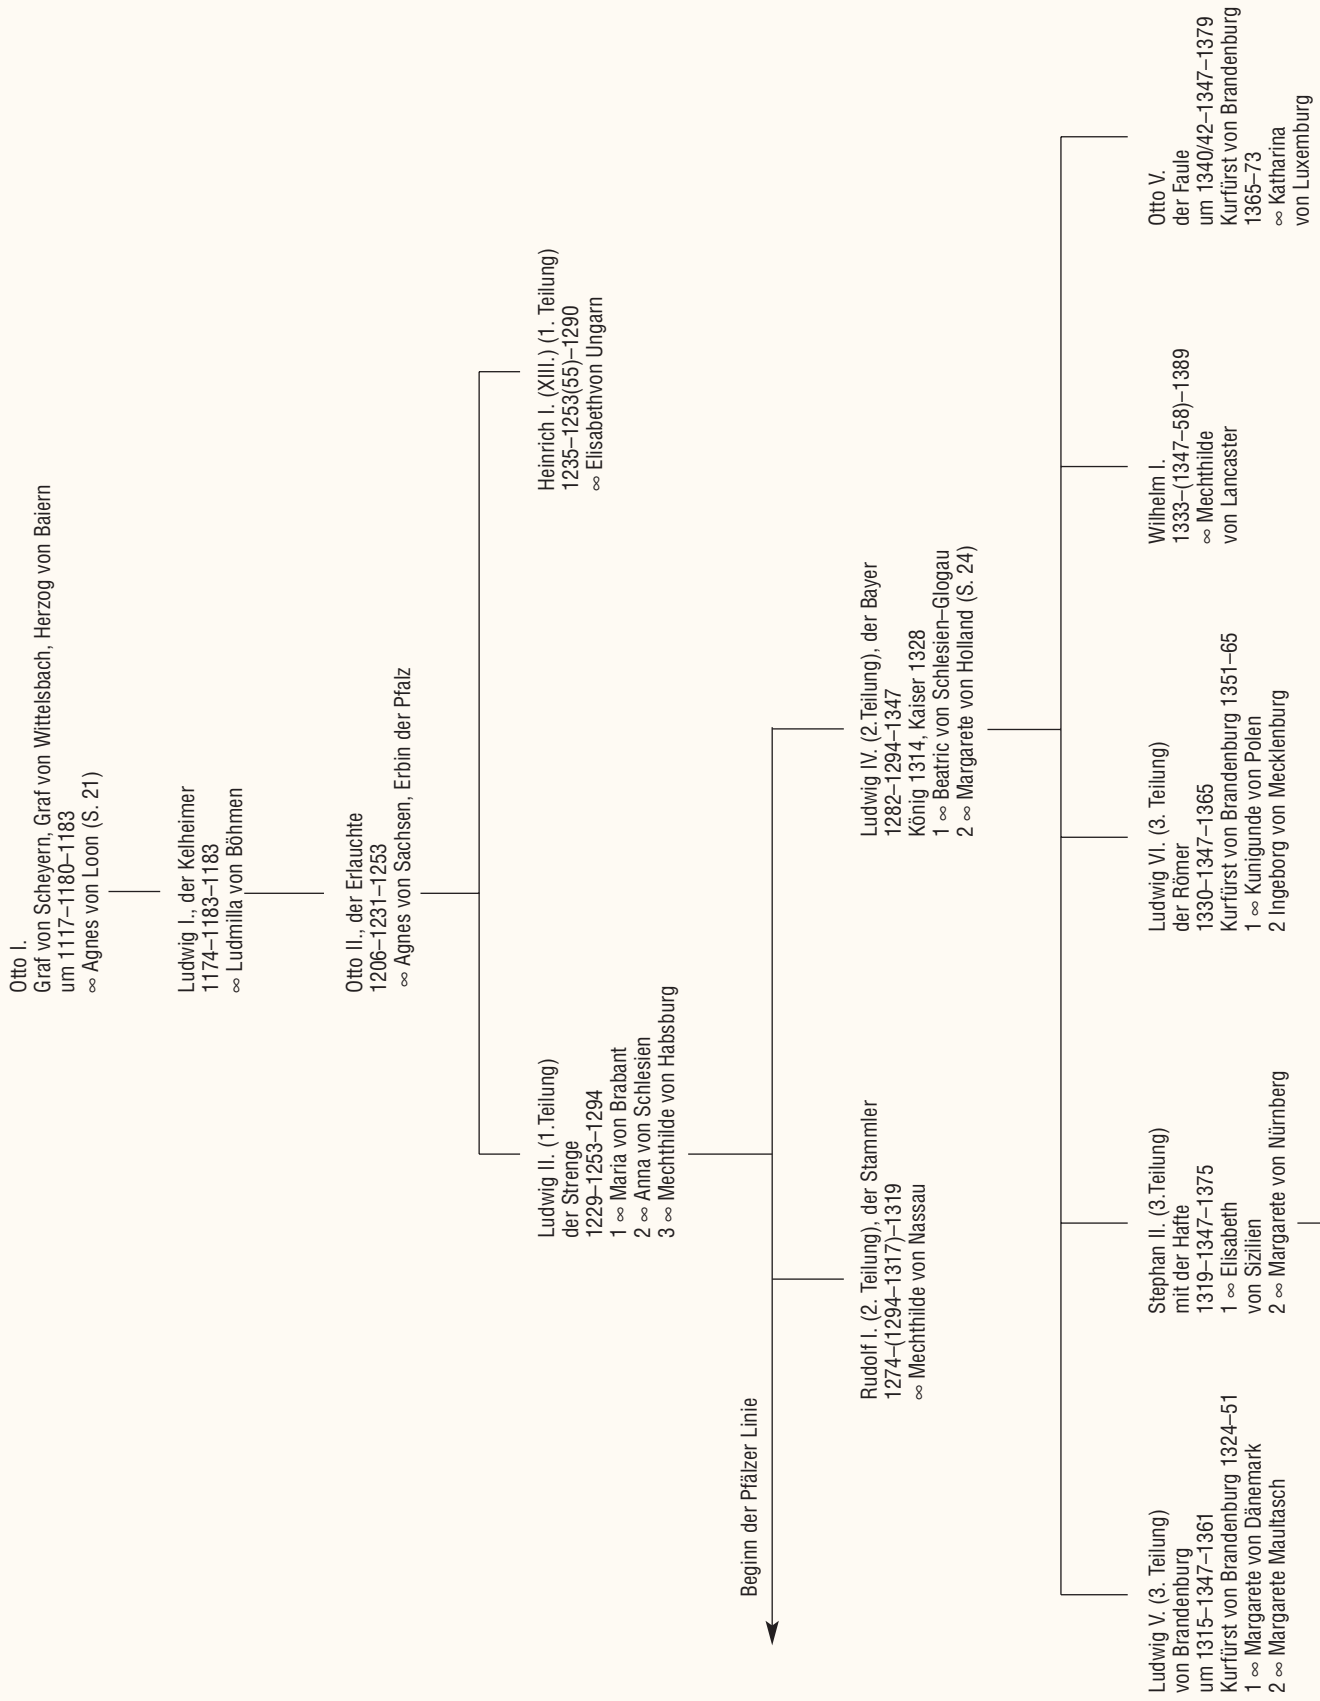 Otto I.
Graf von Scheyern, Graf von Wittelsbach, Herzog von Baiern
um 1117–1180–1183
∞ Agnes von Loon (S. 21)
Ludwig I., der Kelheimer
1174–1183–1183
∞ Ludmilla von Böhmen
Otto II., der Erlauchte
1206–1231–1253
∞ Agnes von Sachsen, Erbin der Pfalz
Ludwig II. (1.Teilung)
der Strenge
1229–1253–1294
1 ∞ Maria von Brabant
2 ∞ Anna von Schlesien
3 ∞ Mechthilde von Habsburg
Heinrich I. (XIII.) (1. Teilung)
1235–1253(55)–1290
∞ Elisabethvon Ungarn
Beginn der Pfälzer Linie
Rudolf I. (2. Teilung), der Stammler
1274–(1294–1317)–1319
∞ Mechthilde von Nassau
Ludwig IV. (2.Teilung), der Bayer
1282–1294–1347
König 1314, Kaiser 1328
1 ∞ Beatric von Schlesien–Glogau
2 ∞ Margarete von Holland (S. 24)
Ludwig V. (3. Teilung)
von Brandenburg
um 1315–1347–1361
Kurfürst von Brandenburg 1324–51
1 ∞ Margarete von Dänemark
2 ∞ Margarete Maultasch
Stephan II. (3.Teilung)
mit der Hafte
1319–1347–1375
1 ∞ Elisabeth
von Sizilien
2 ∞ Margarete von Nürnberg
Ludwig VI. (3. Teilung)
der Römer
1330–1347–1365
Kurfürst von Brandenburg 1351–65
1 ∞ Kunigunde von Polen
2 Ingeborg von Mecklenburg
Wilhelm I.
1333–(1347–58)–1389
∞ Mechthilde
von Lancaster
Otto V.
der Faule
um 1340/42–1347–1379
Kurfürst von Brandenburg
1365–73
∞ Katharina
von Luxemburg